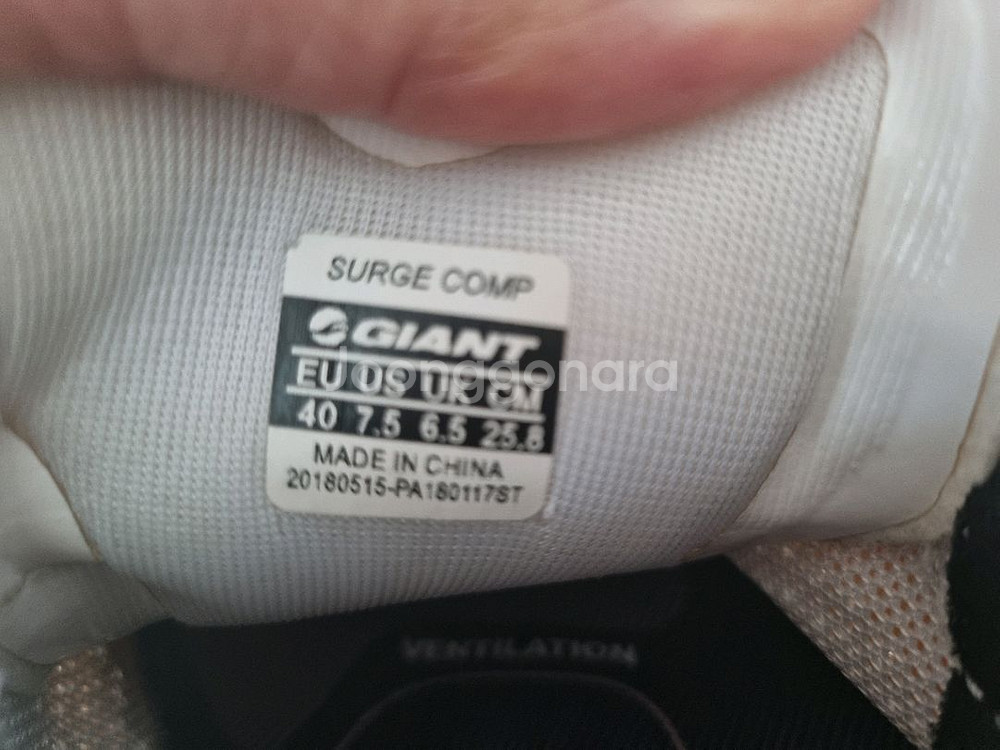 SURGE COMP
GIANT
EU US UK CM
40 7.5 6.5 25.8
MADE IN CHINA
20180515-PA180117ST
Joonggonara
VENTILATION